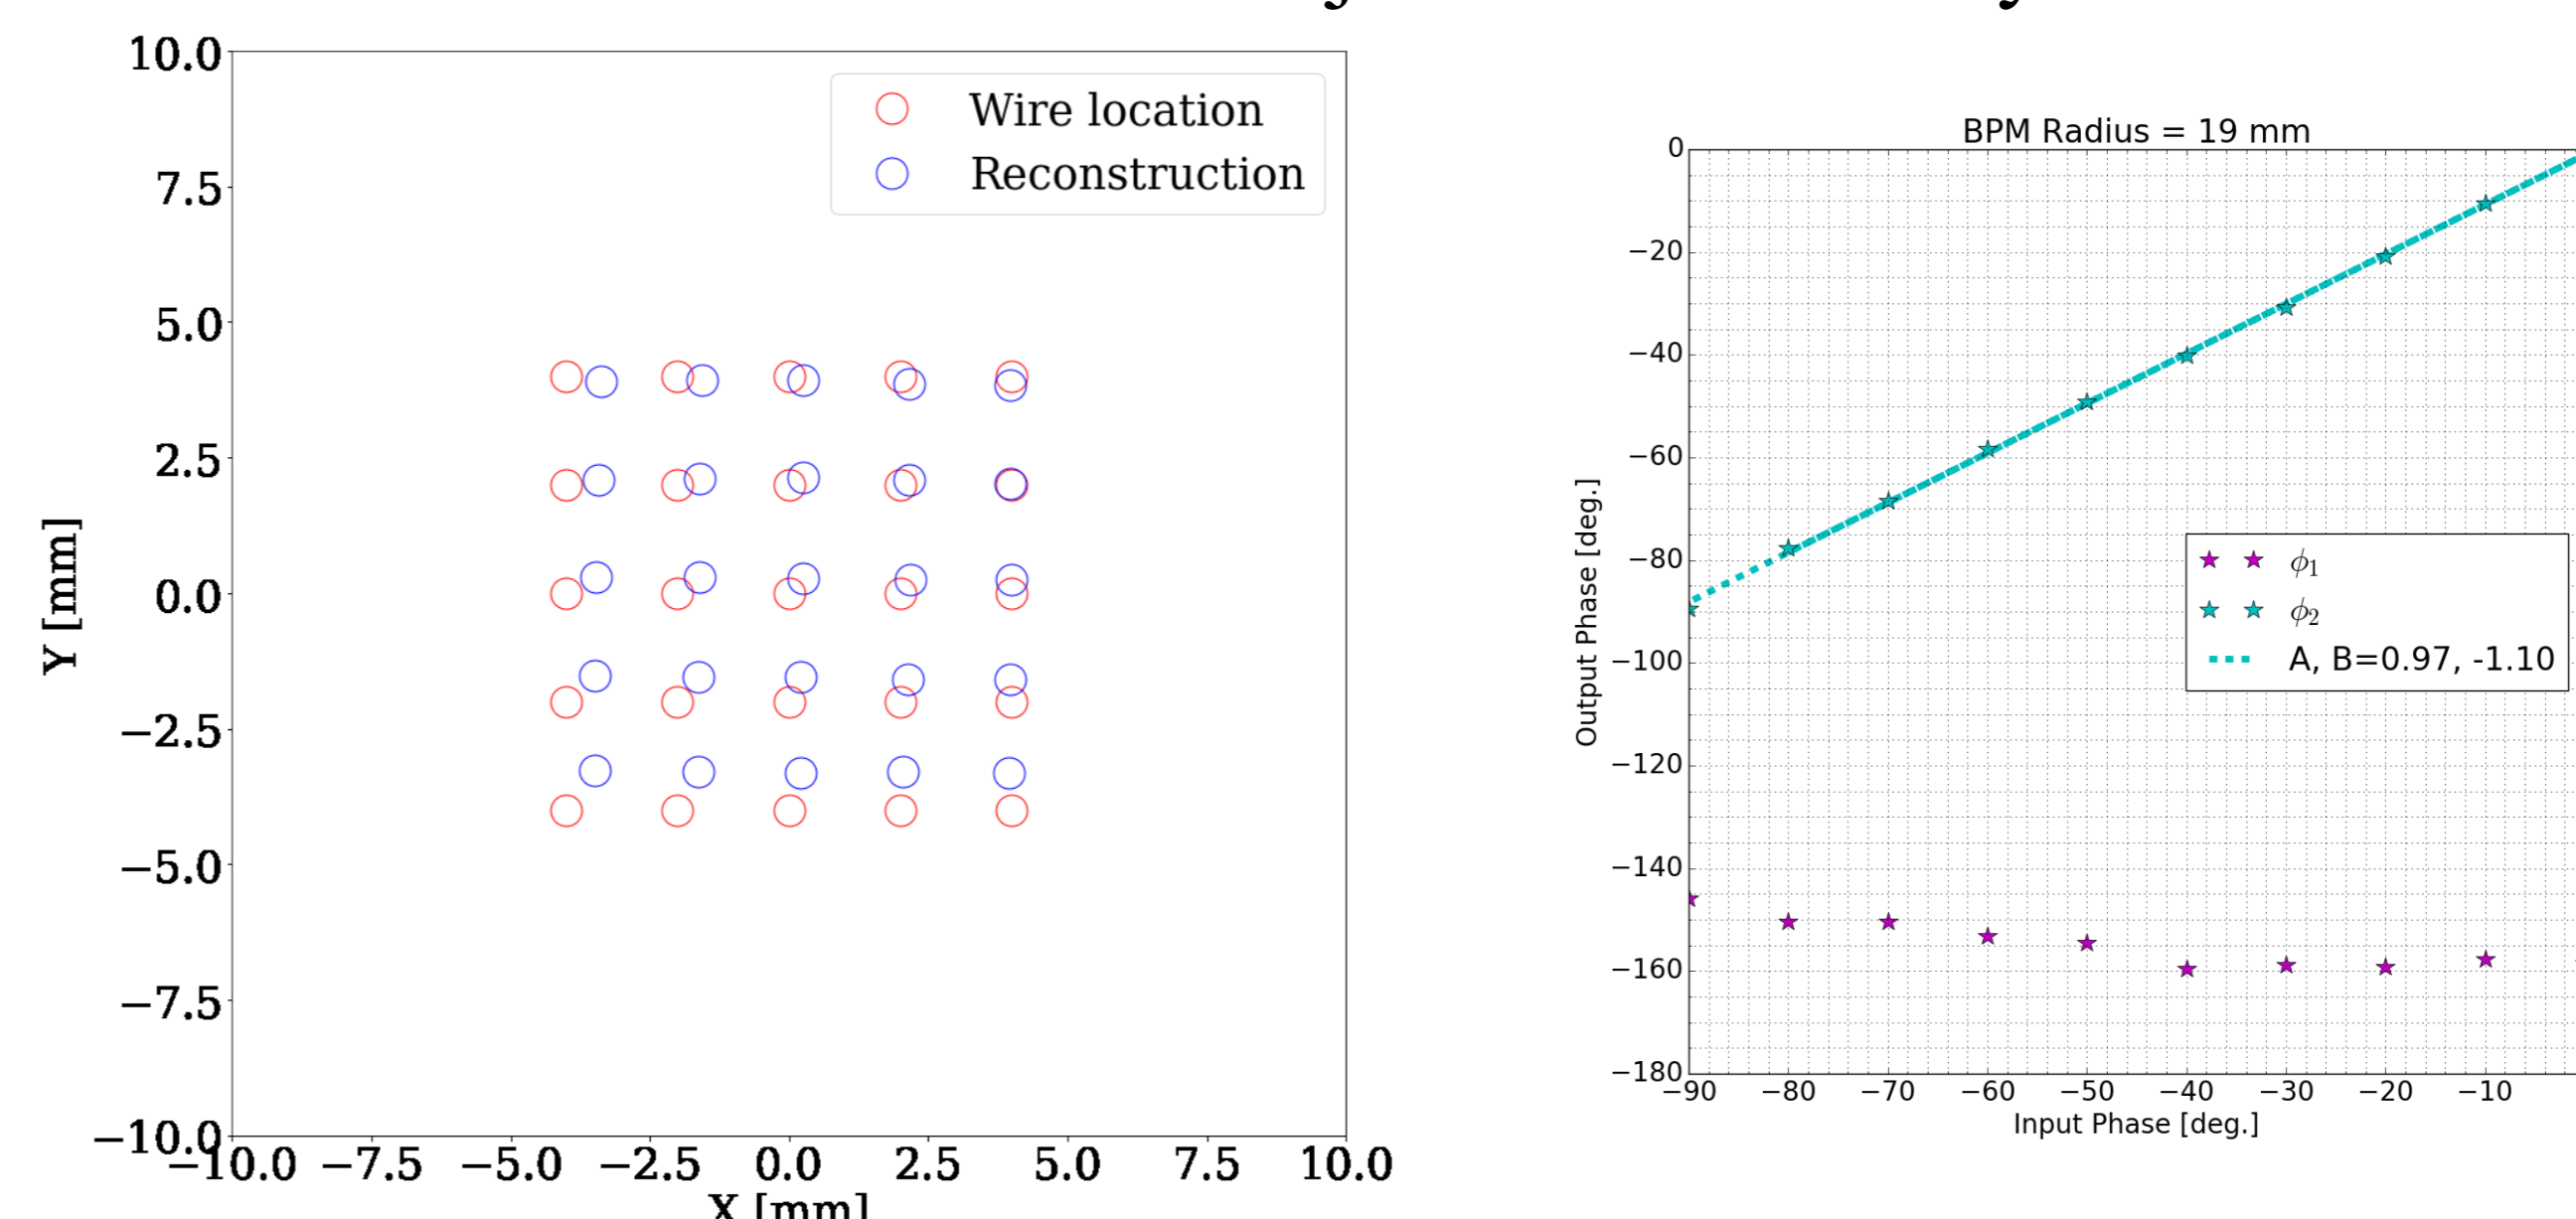 10.0
7.5
5.0
2.5
0.0
−2.5
−5.0
−7.5
−10.0
Y [mm]
Wire location
Reconstruction
−10.0 −7.5 −5.0 −2.5 0.0 2.5 5.0 7.5 10.0
X [mm]
BPM Radius = 19 mm
0
−20
−40
−60
−80
−100
−120
−140
−160
−180
Output Phase [deg.]
ϕ1
ϕ2
A, B=0.97, -1.10
−90 −80 −70 −60 −50 −40 −30 −20 −10
Input Phase [deg.]